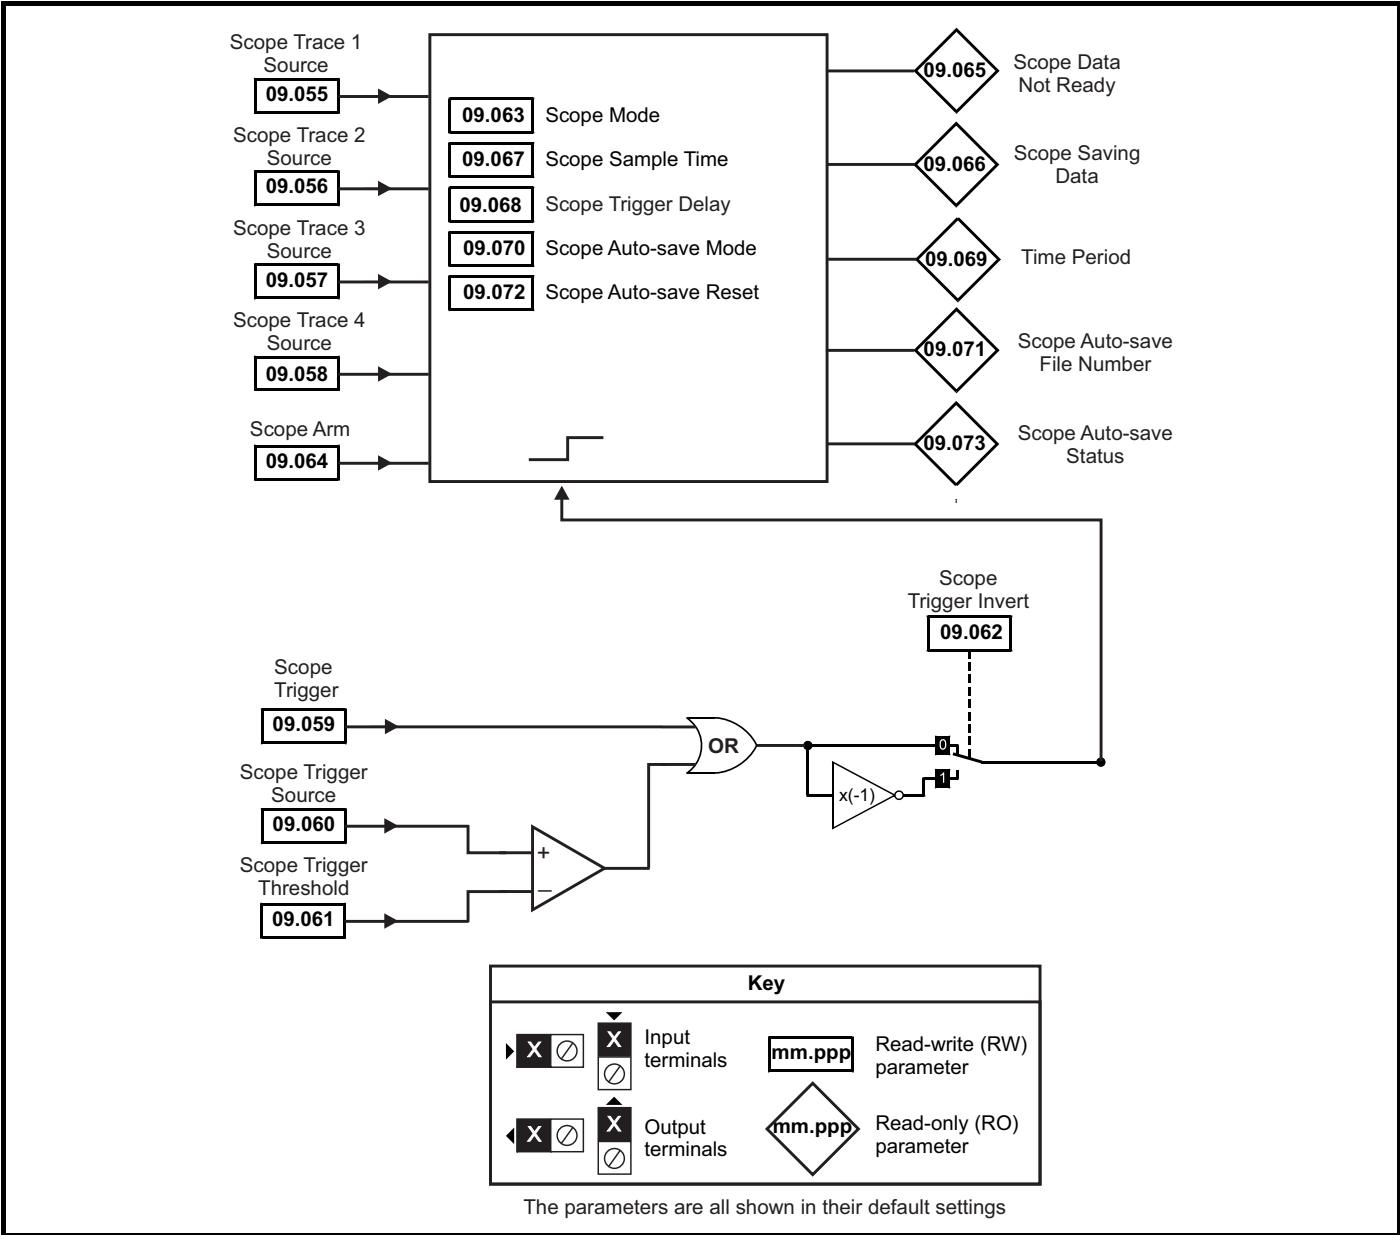 Scope Trace 1
Source
09.055
Scope Trace 2
Source
09.056
Scope Trace 3
Source
09.057
Scope Trace 4
Source
09.058
Scope Arm
09.064
09.063 Scope Mode
09.067 Scope Sample Time
09.068 Scope Trigger Delay
09.070 Scope Auto-save Mode
09.072 Scope Auto-save Reset
09.065 Scope Data
Not Ready
09.066 Scope Saving
Data
09.069 Time Period
09.071 Scope Auto-save
File Number
09.073 Scope Auto-save
Status
Scope
Trigger Invert
09.062
Scope
Trigger
09.059
Scope Trigger
Source
09.060
Scope Trigger
Threshold
09.061
+
−
OR
x(-1)
0
1
Key
X
X
Input
terminals
mm.ppp
Read-write (RW)
parameter
X
X
Output
terminals
mm.ppp
Read-only (RO)
parameter
The parameters are all shown in their default settings